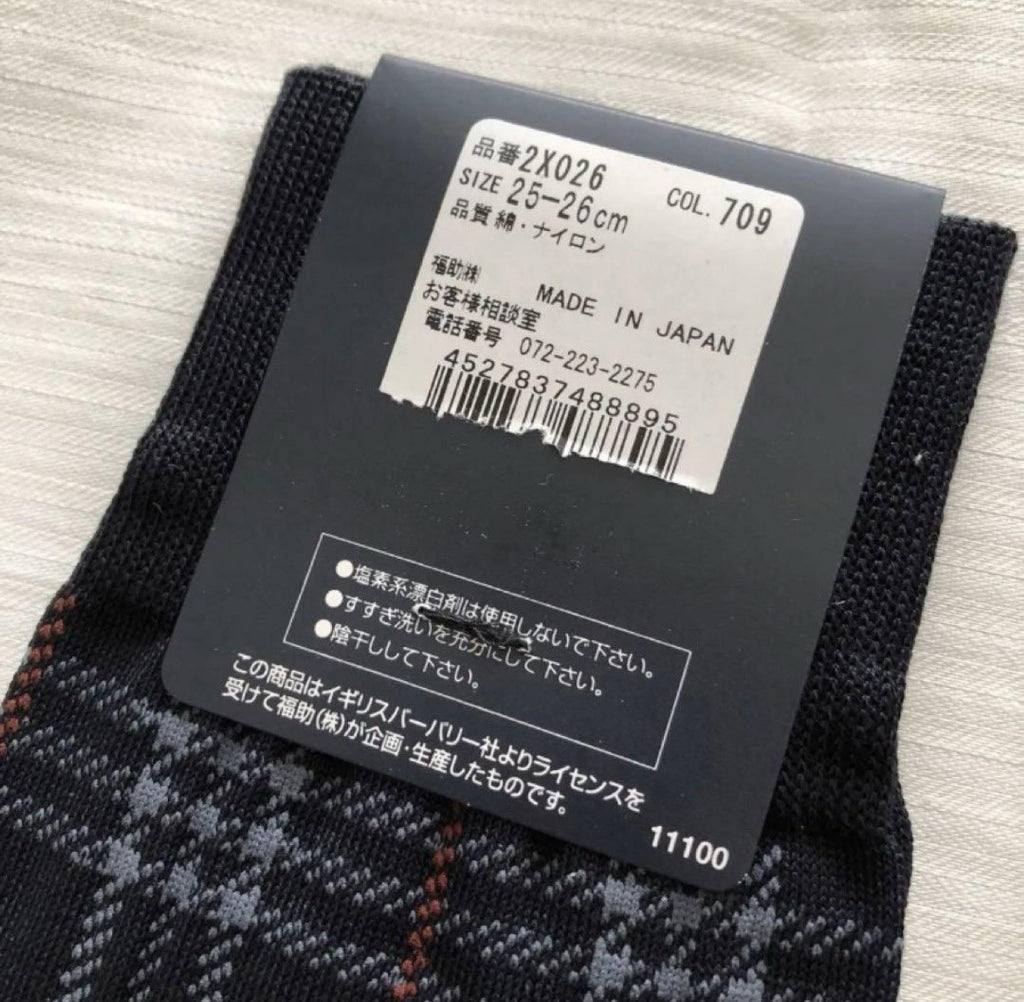 品番2X026 COL. 709
SIZE 25-26cm
品質 綿・ナイロン
福助㈱ MADE IN JAPAN
お客様相談室
電話番号 072-223-2275
4527837488895
●塩素系漂白剤は使用しないで下さい。
●すすぎ洗いを充分にして下さい。
●陰干しして下さい。
この商品はイギリスバーバリー社よりライセンスを
受けて福助(株)が企画・生産したものです。
11100